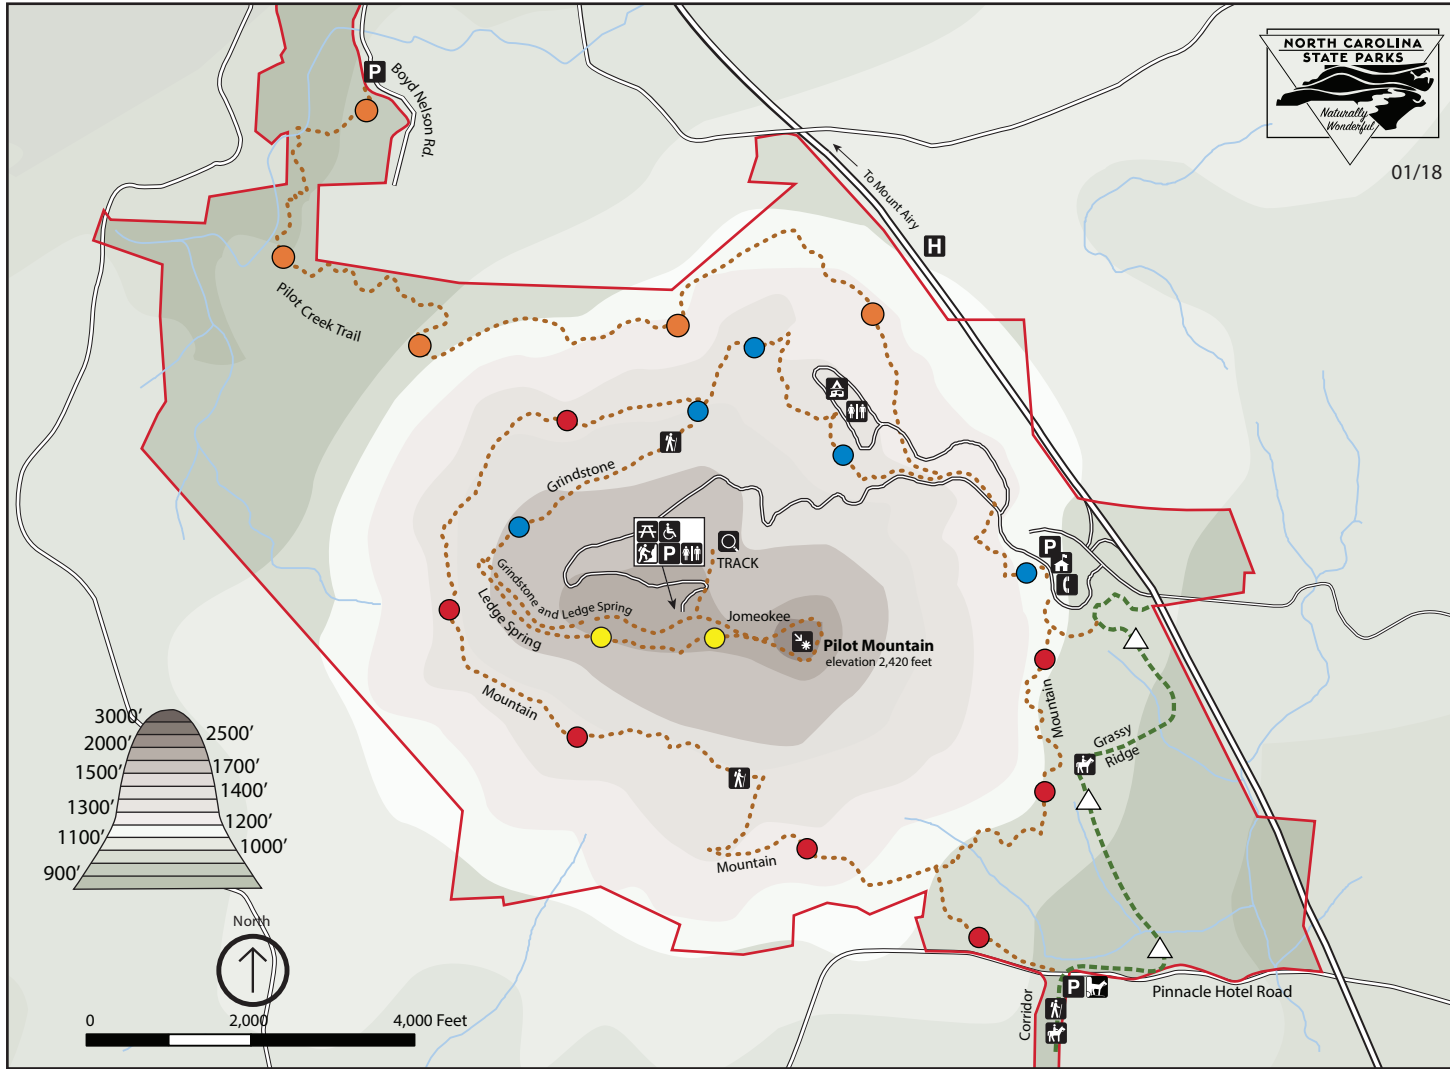 NORTH CAROLINA
STATE PARKS
Naturally
Wonderful
01/18
P
Boyd Nelson Rd.
To Mount Airy
H
Pilot Creek Trail
Grindstone
P
TRACK
P
Grindstone and Ledge Spring
Ledge Spring
Jomeokee
Pilot Mountain
elevation 2,420 feet
Mountain
Mountain
Grassy
Ridge
Mountain
3000’
2500’
2000’
1700’
1500’
1400’
1300’
1200’
1100’
1000’
900’
North
0
2,000
4,000 Feet
P
Pinnacle Hotel Road
Corridor